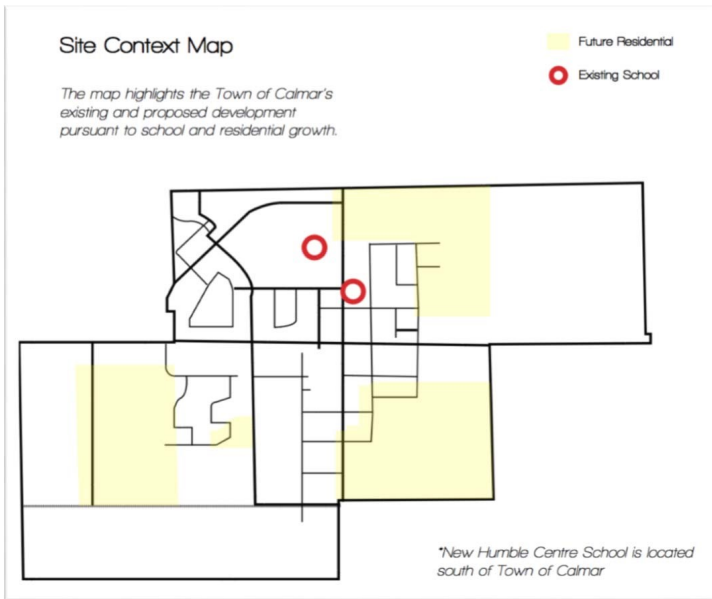 Site Context Map
The map highlights the Town of Calmar's
existing and proposed development
pursuant to school and residential growth.
Future Residential
Existing School
*New Humble Centre School is located
south of Town of Calmar